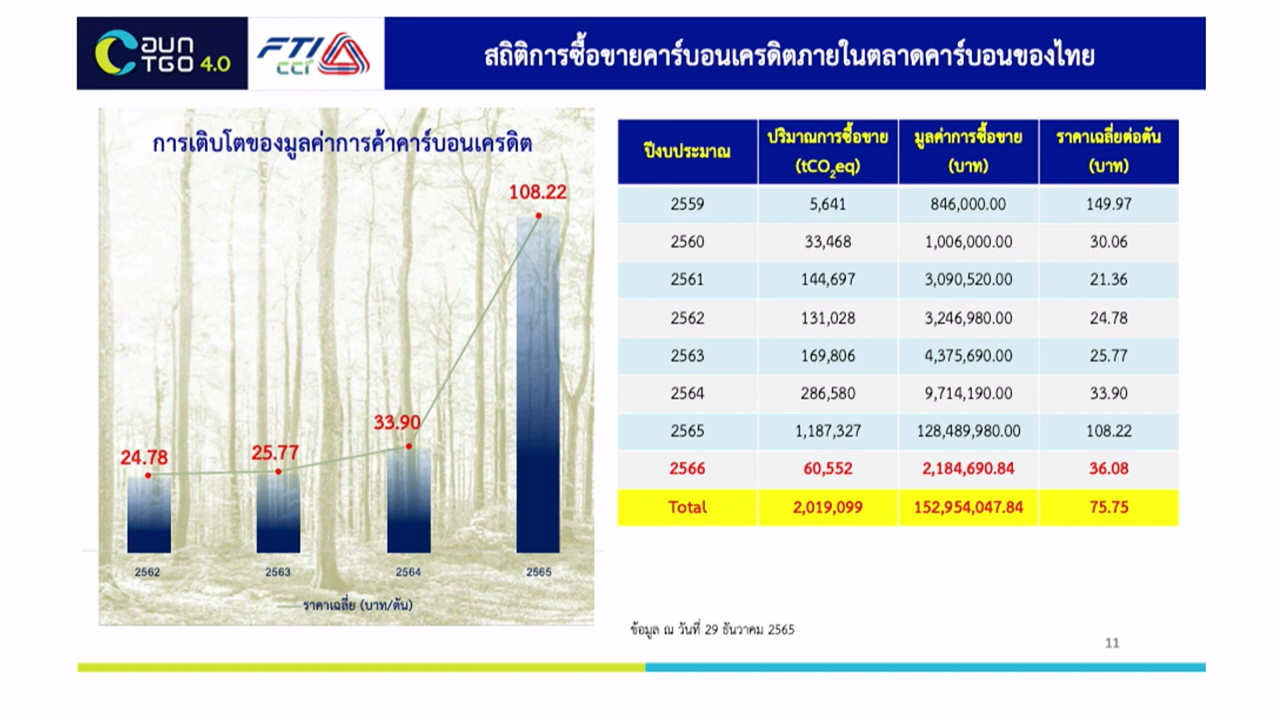 อบก
TGO 4.0
FTI
CCI
สถิติการซื้อขายคาร์บอนเครดิตภายในตลาดคาร์บอนของไทย
การเติบโตของมูลค่าการค้าคาร์บอนเครดิต
108.22
33.90
25.77
24.78
2562 2563 2564 2565
ราคาเฉลี่ย (บาท/ตัน)
ปีงบประมาณ ปริมาณการซื้อขาย (tCO2eq) มูลค่าการซื้อขาย (บาท) ราคาเฉลี่ยต่อตัน (บาท)
2559 5,641 846,000.00 149.97
2560 33,468 1,006,000.00 30.06
2561 144,697 3,090,520.00 21.36
2562 131,028 3,246,980.00 24.78
2563 169,806 4,375,690.00 25.77
2564 286,580 9,714,190.00 33.90
2565 1,187,327 128,489,980.00 108.22
2566 60,552 2,184,690.84 36.08
Total 2,019,099 152,954,047.84 75.75
ข้อมูล ณ วันที่ 29 ธันวาคม 2565
11